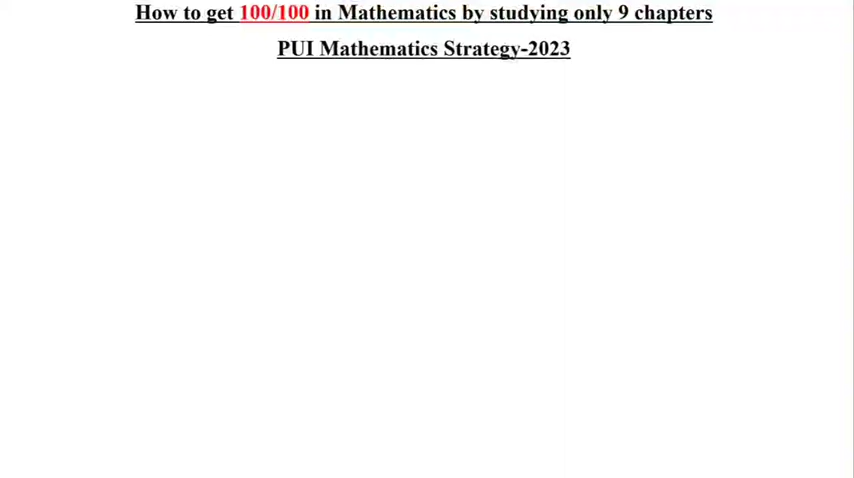 How to get 100/100 in Mathematics by studying only 9 chapters
PUI Mathematics Strategy-2023